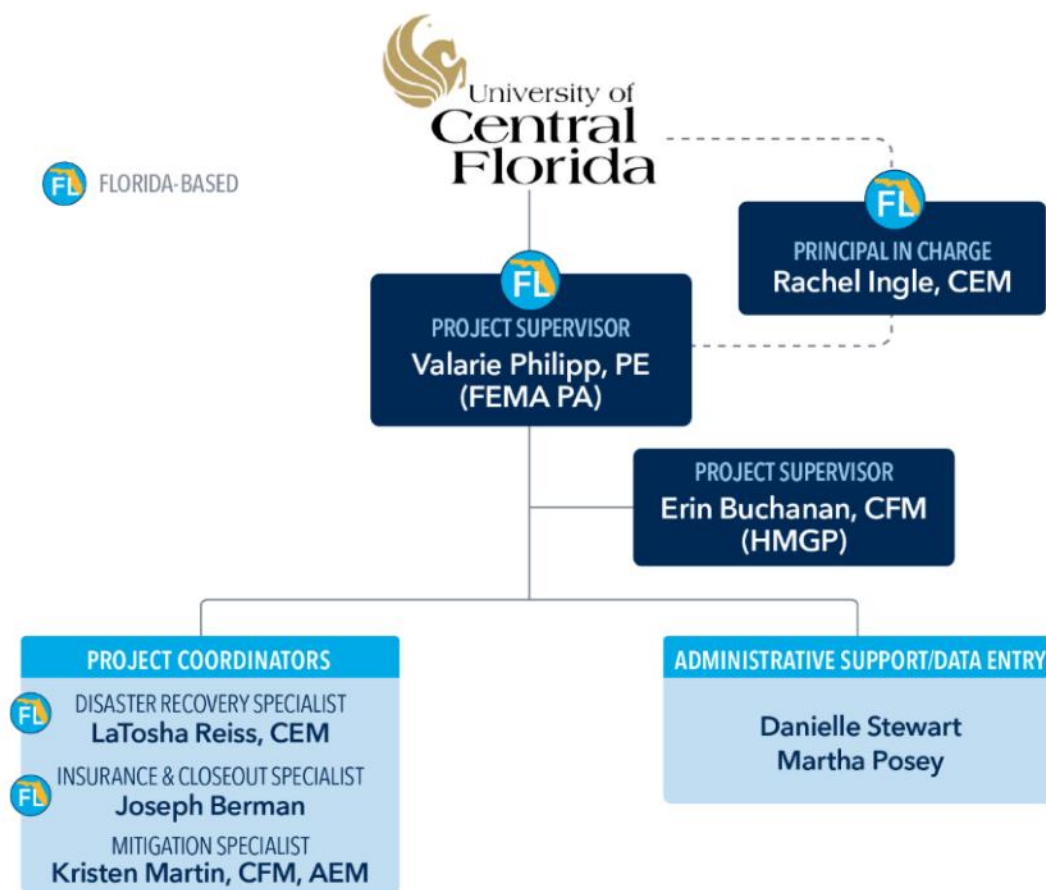 University of
Central
Florida
FL FLORIDA-BASED
FL
PRINCIPAL IN CHARGE
Rachel Ingle, CEM
FL
PROJECT SUPERVISOR
Valarie Philipp, PE
(FEMA PA)
PROJECT SUPERVISOR
Erin Buchanan, CFM
(HMGP)
PROJECT COORDINATORS
FL
DISASTER RECOVERY SPECIALIST
LaTosha Reiss, CEM
FL
INSURANCE & CLOSEOUT SPECIALIST
Joseph Berman
MITIGATION SPECIALIST
Kristen Martin, CFM, AEM
ADMINISTRATIVE SUPPORT/DATA ENTRY
Danielle Stewart
Martha Posey